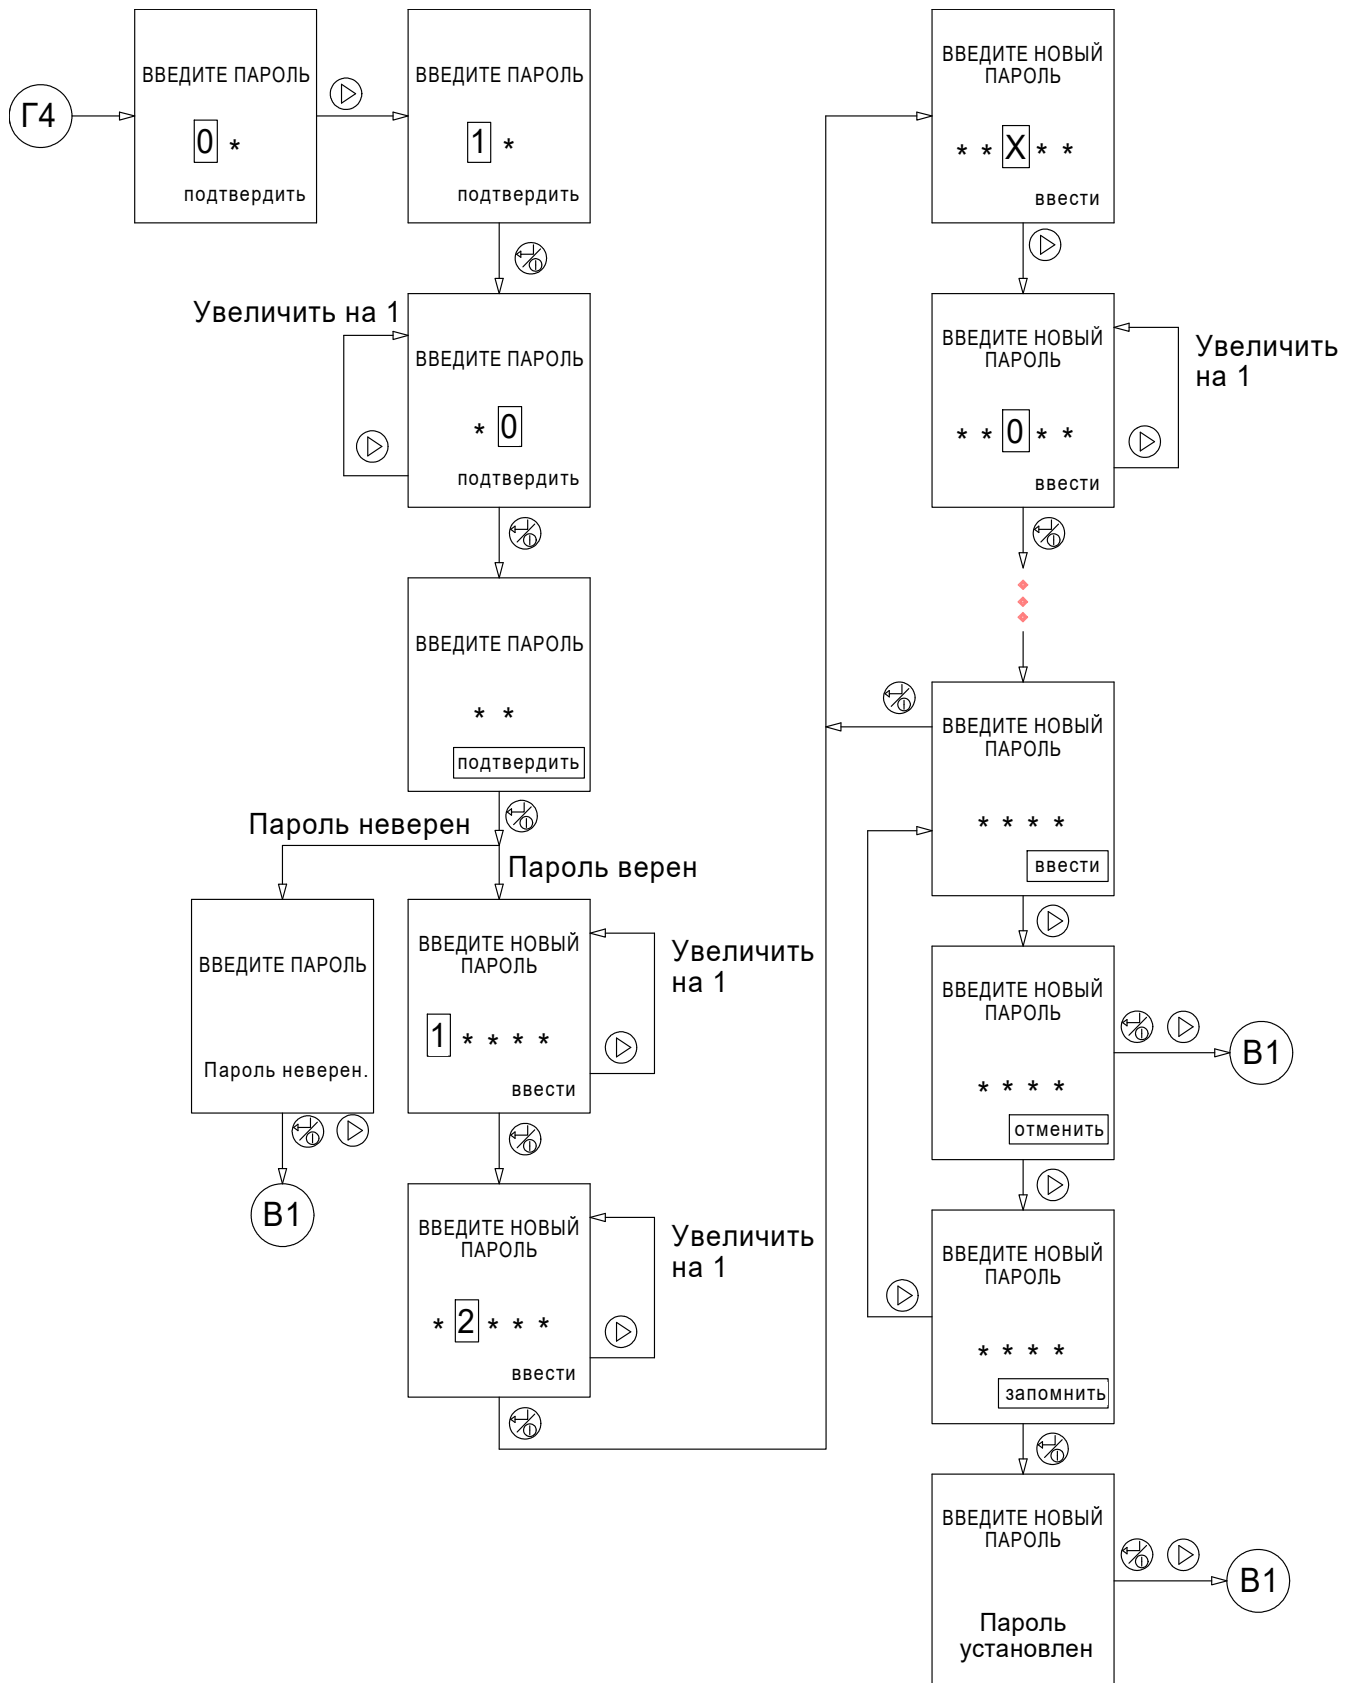 Г4
ВВЕДИТЕ ПАРОЛЬ
0 *
подтвердить
ВВЕДИТЕ ПАРОЛЬ
1 *
подтвердить
Увеличить на 1
ВВЕДИТЕ ПАРОЛЬ
* 0
подтвердить
ВВЕДИТЕ ПАРОЛЬ
* *
подтвердить
Пароль неверен
Пароль верен
ВВЕДИТЕ ПАРОЛЬ
Пароль неверен.
В1
ВВЕДИТЕ НОВЫЙ
ПАРОЛЬ
1 * * * *
ввести
Увеличить
на 1
ВВЕДИТЕ НОВЫЙ
ПАРОЛЬ
* 2 * * *
ввести
Увеличить
на 1
ВВЕДИТЕ НОВЫЙ
ПАРОЛЬ
* * X * *
ввести
ВВЕДИТЕ НОВЫЙ
ПАРОЛЬ
* * 0 * *
ввести
Увеличить
на 1
ВВЕДИТЕ НОВЫЙ
ПАРОЛЬ
* * * *
ввести
ВВЕДИТЕ НОВЫЙ
ПАРОЛЬ
* * * *
отменить
В1
ВВЕДИТЕ НОВЫЙ
ПАРОЛЬ
* * * *
запомнить
ВВЕДИТЕ НОВЫЙ
ПАРОЛЬ
Пароль
установлен
В1